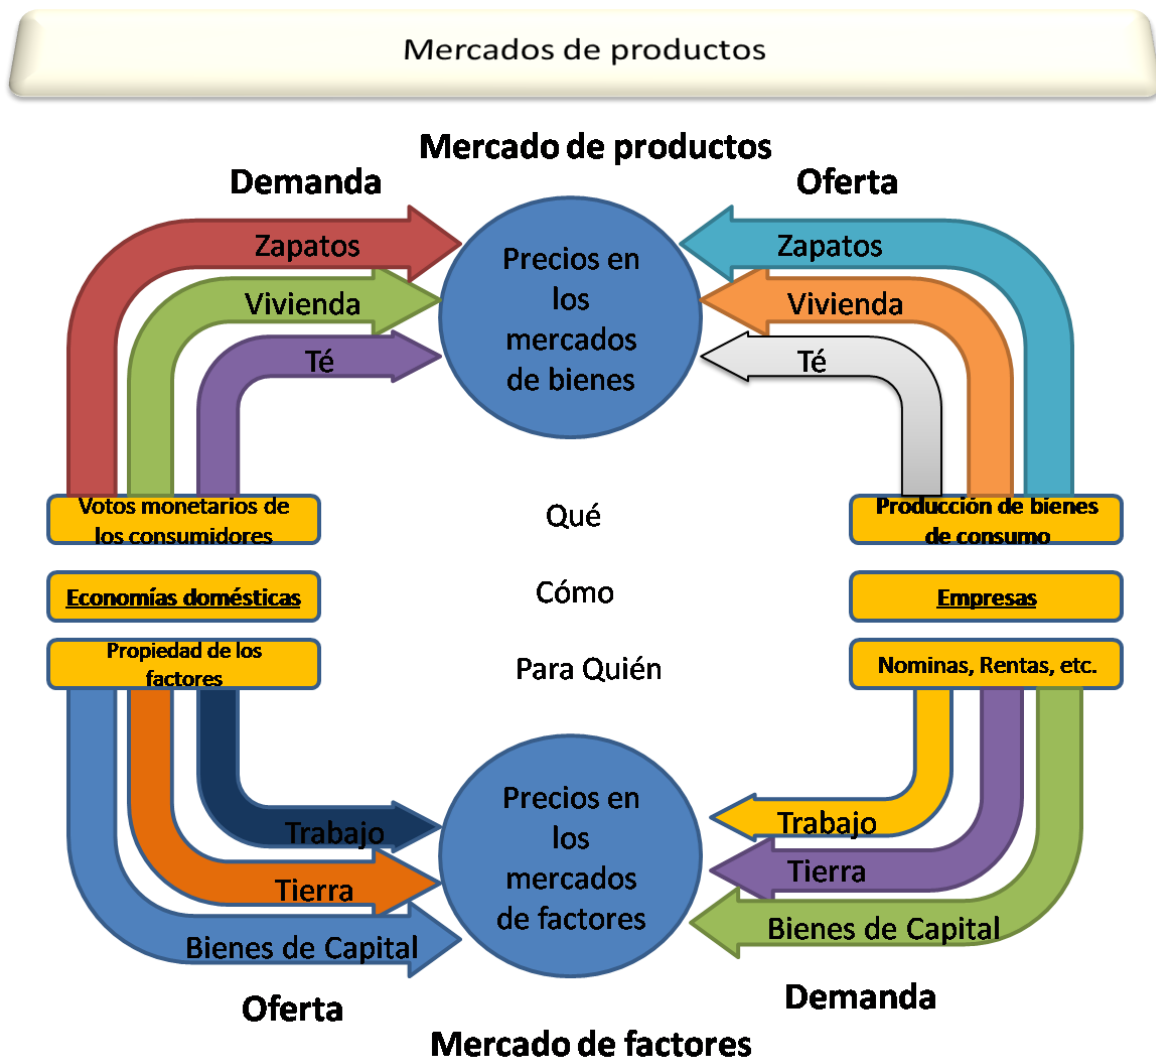 Mercados de productos
Mercado de productos
Demanda
Oferta
Zapatos
Vivienda
Té
Precios en
los
mercados
de bienes
Zapatos
Vivienda
Té
Votos monetarios de
los consumidores
Qué
Producción de bienes
de consumo
Economías domésticas
Cómo
Empresas
Propiedad de los
factores
Para Quién
Nominas, Rentas, etc.
Trabajo
Tierra
Bienes de Capital
Precios en
los
mercados
de factores
Trabajo
Tierra
Bienes de Capital
Oferta
Demanda
Mercado de factores